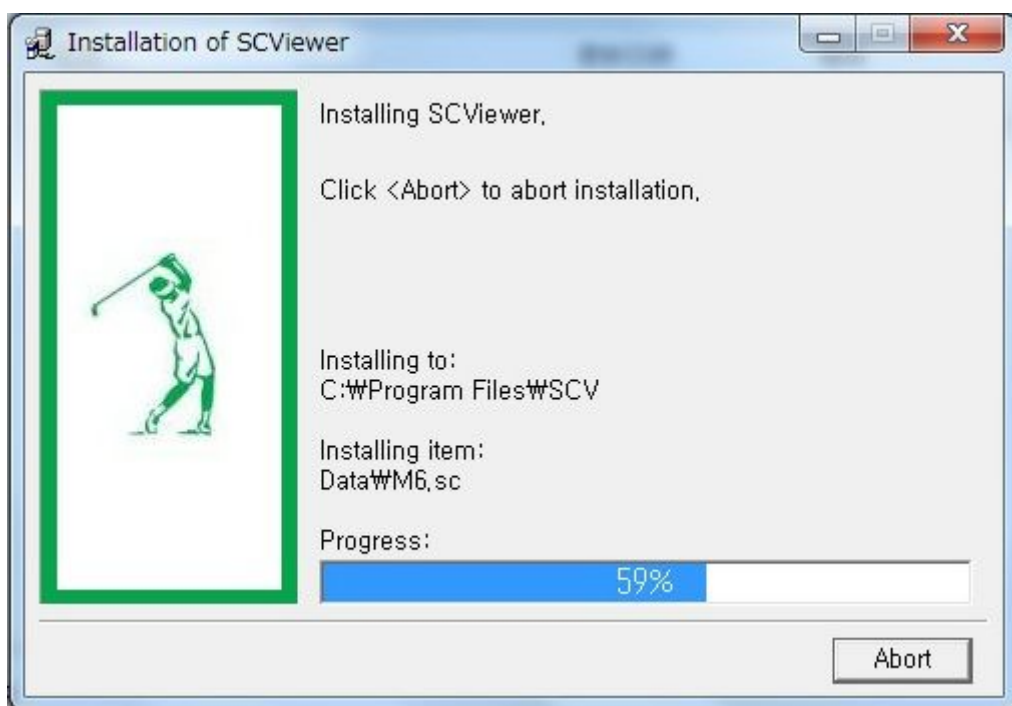 Installation of SCViewer
Installing SCViewer.
Click <Abort> to abort installation.
Installing to:
C:₩Program Files₩SCV
Installing item:
Data₩M6.sc
Progress:
59%
Abort